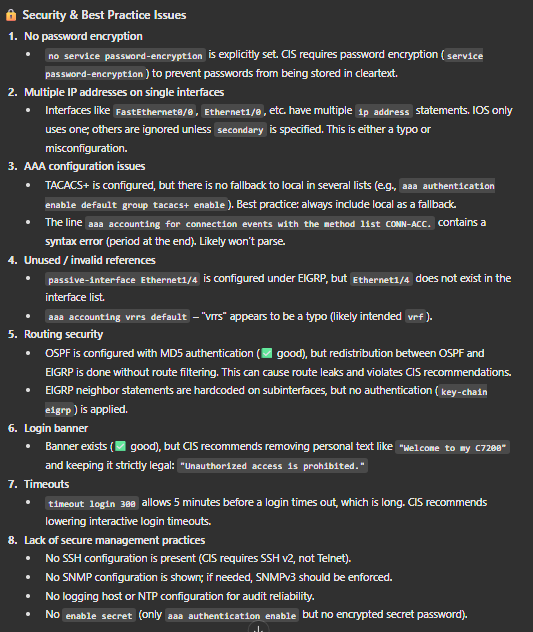 🔒 Security & Best Practice Issues
1. No password encryption
• no service password-encryption is explicitly set. CIS requires password encryption (service
password-encryption) to prevent passwords from being stored in cleartext.
2. Multiple IP addresses on single interfaces
• Interfaces like FastEthernet0/0, Ethernet1/0, etc. have multiple ip address statements. IOS only
uses one; others are ignored unless secondary is specified. This is either a typo or
misconfiguration.
3. AAA configuration issues
• TACACS+ is configured, but there is no fallback to local in several lists (e.g., aaa authentication
enable default group tacacs+ enable). Best practice: always include local as a fallback.
• The line aaa accounting for connection events with the method list CONN-ACC. contains a
syntax error (period at the end). Likely won't parse.
4. Unused / invalid references
• passive-interface Ethernet1/4 is configured under EIGRP, but Ethernet1/4 does not exist in the
interface list.
• aaa accounting vrrs default – "vrrs" appears to be a typo (likely intended vrf).
5. Routing security
• OSPF is configured with MD5 authentication (✅ good), but redistribution between OSPF and
EIGRP is done without route filtering. This can cause route leaks and violates CIS recommendations.
• EIGRP neighbor statements are hardcoded on subinterfaces, but no authentication (key-chain
eigrp) is applied.
6. Login banner
• Banner exists (✅ good), but CIS recommends removing personal text like "Welcome to my C7200"
and keeping it strictly legal: "Unauthorized access is prohibited."
7. Timeouts
• timeout login 300 allows 5 minutes before a login times out, which is long. CIS recommends
lowering interactive login timeouts.
8. Lack of secure management practices
• No SSH configuration is present (CIS requires SSH v2, not Telnet).
• No SNMP configuration is shown; if needed, SNMPv3 should be enforced.
• No logging host or NTP configuration for audit reliability.
• No enable secret (only aaa authentication enable but no encrypted secret password).